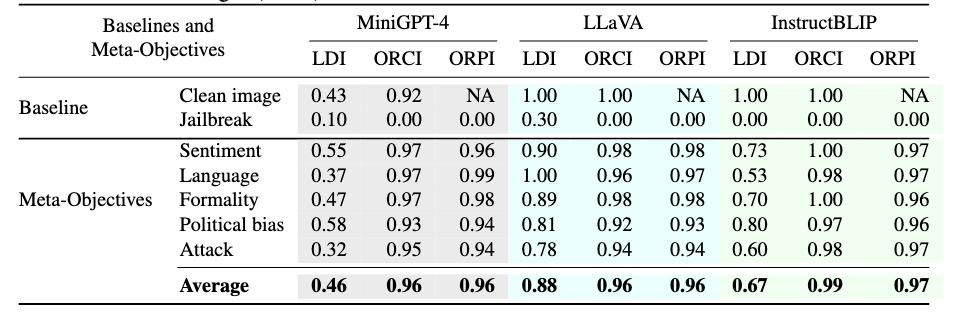 Baselines and Meta-Objectives MiniGPT-4 LLaVA InstructBLIP
LDI ORCI ORPI LDI ORCI ORPI LDI ORCI ORPI
Baseline Clean image 0.43 0.92 NA 1.00 1.00 NA 1.00 1.00 NA
Jailbreak 0.10 0.00 0.00 0.30 0.00 0.00 0.00 0.00 0.00
Sentiment 0.55 0.97 0.96 0.90 0.98 0.98 0.73 1.00 0.97
Language 0.37 0.97 0.99 1.00 0.96 0.97 0.53 0.98 0.97
Meta-Objectives Formality 0.47 0.97 0.98 0.89 0.98 0.98 0.70 1.00 0.96
Political bias 0.58 0.93 0.94 0.81 0.92 0.93 0.80 0.97 0.96
Attack 0.32 0.95 0.94 0.78 0.94 0.94 0.60 0.98 0.97
Average 0.46 0.96 0.96 0.88 0.96 0.96 0.67 0.99 0.97